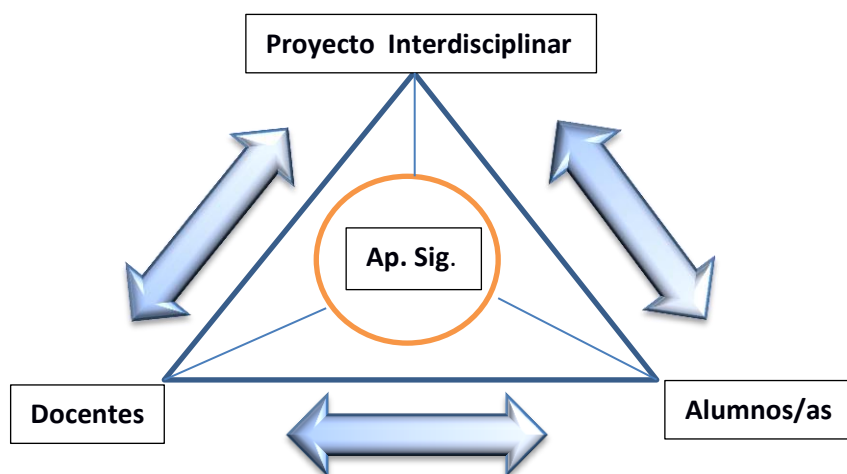 Proyecto Interdisciplinar
Ap. Sig.
Docentes
Alumnos/as